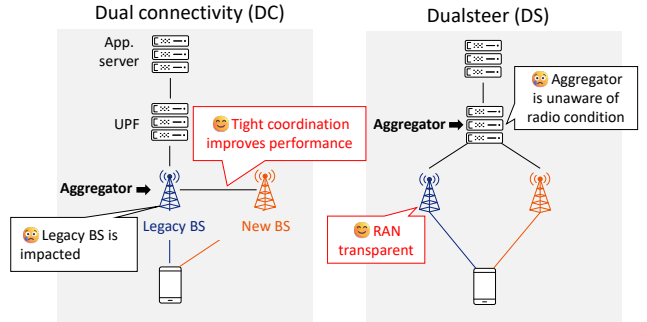 Dual connectivity (DC)
App.
server
UPF
😊 Tight coordination
improves performance
Aggregator
😥 Legacy BS is
impacted
Legacy BS
New BS
Dualsteer (DS)
😥 Aggregator
is unaware of
radio condition
Aggregator
😊 RAN
transparent